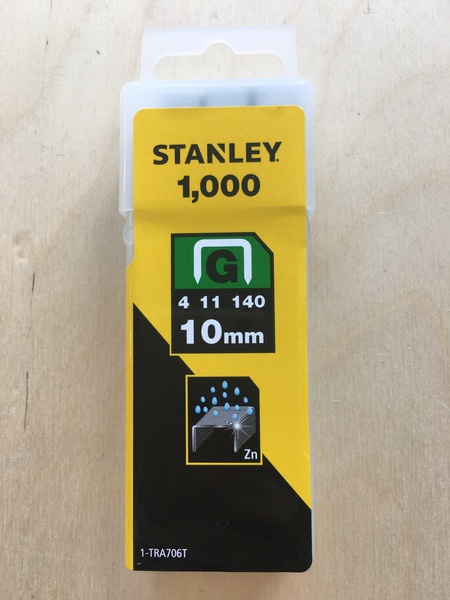 STANLEY.
1,000
G
4 11 140
10mm
Zn
1-TRA706T